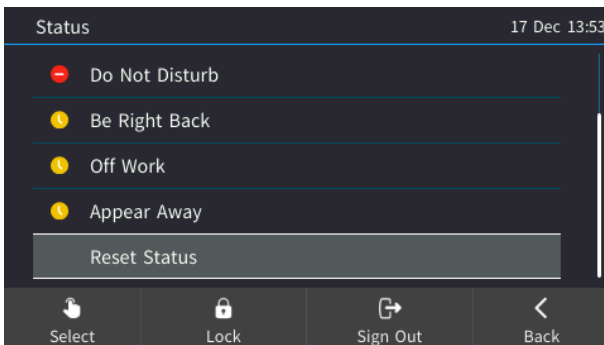 Status 17 Dec 13:53
Do Not Disturb
Be Right Back
Off Work
Appear Away
Reset Status
Select Lock Sign Out Back